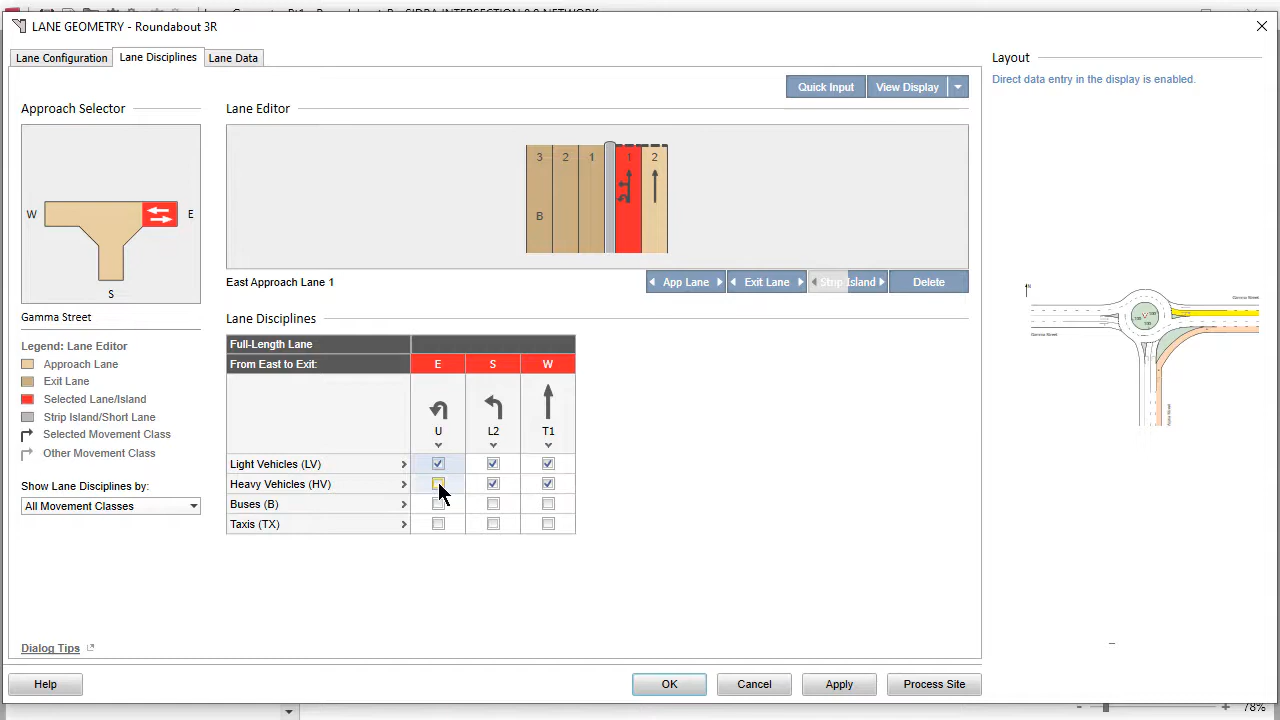 LANE GEOMETRY - Roundabout 3R
Lane Configuration
Lane Disciplines
Lane Data
Quick Input
View Display
Approach Selector
W
E
S
Gamma Street
Legend: Lane Editor
Approach Lane
Exit Lane
Selected Lane/Island
Strip Island/Short Lane
Selected Movement Class
Other Movement Class
Show Lane Disciplines by:
All Movement Classes
Dialog Tips
Lane Editor
3 2 1 1 2
B
East Approach Lane 1
App Lane
Exit Lane
Strip Island
Delete
Lane Disciplines
Full-Length Lane
From East to Exit: E S W
U L2 T1
Light Vehicles (LV)
Heavy Vehicles (HV)
Buses (B)
Taxis (TX)
Layout
Direct data entry in the display is enabled.
N
Gamma Street
Gamma Street
Help
OK
Cancel
Apply
Process Site
78%